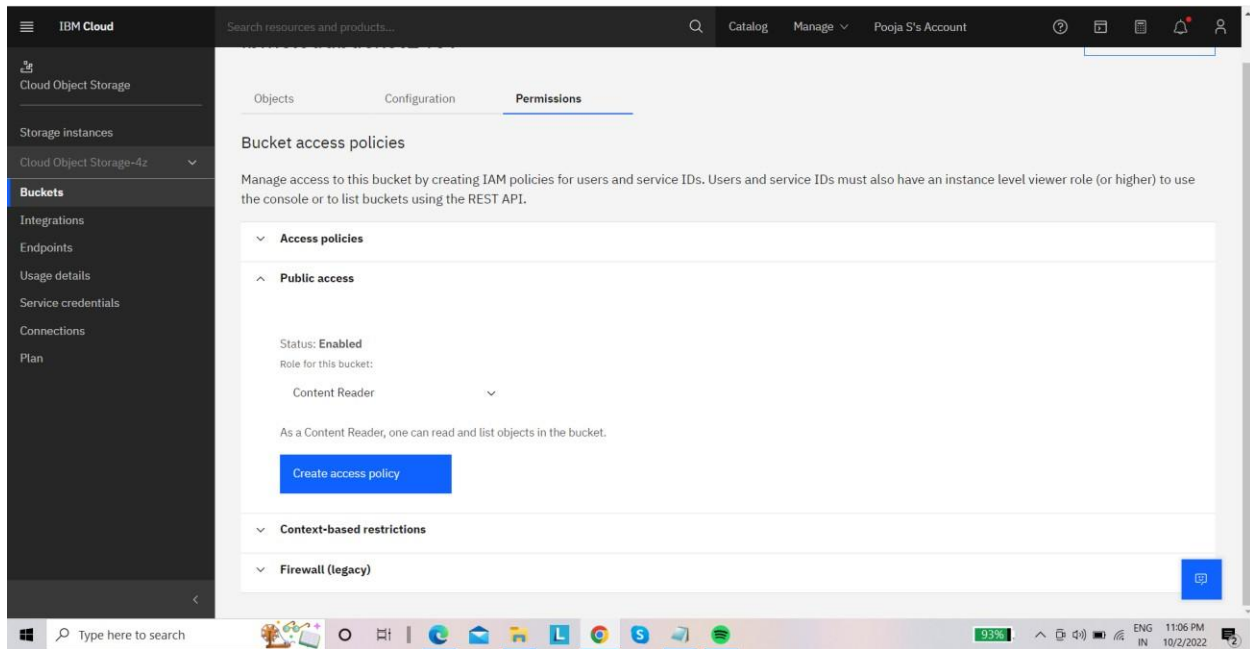 IBM Cloud
Search resources and products...
Catalog
Manage
Pooja S's Account
Cloud Object Storage
Storage instances
Cloud Object Storage-4z
Buckets
Integrations
Endpoints
Usage details
Service credentials
Connections
Plan
Objects
Configuration
Permissions
Bucket access policies
Manage access to this bucket by creating IAM policies for users and service IDs. Users and service IDs must also have an instance level viewer role (or higher) to use
the console or to list buckets using the REST API.
Access policies
Public access
Status: Enabled
Role for this bucket:
Content Reader
As a Content Reader, one can read and list objects in the bucket.
Create access policy
Context-based restrictions
Firewall (legacy)
Type here to search
L
S
93%
ENG
IN
11:06 PM
10/2/2022
2